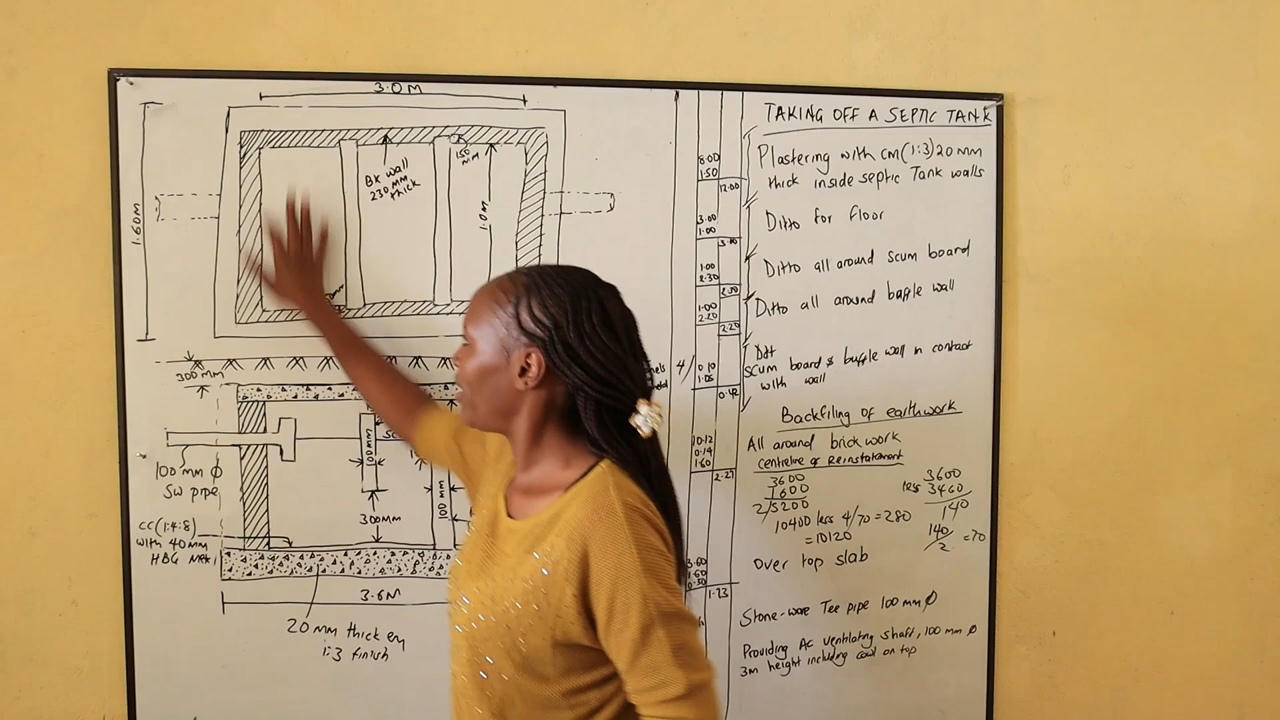 3.0M
1.60M
BK wall
230 MM
thick
150
MM
1.0M
300 MM
100 mm Ø
SW pipe
CC (1:4:8)
with 40mm
HBG
300MM
100 MM
3.6M
20 mm thick cm
1:3 finish
TAKING OFF A SEPTIC TANK
8.00
1.50
12.00
Plastering with cm (1:3) 20 mm
thick inside septic Tank walls
3.00
1.00
3.00
Ditto for floor
1.00
2.30
2.30
Ditto all around scum board
1.00
2.20
2.20
Ditto all around baffle wall
4/
0.10
1.05
0.42
Ditt
Scum board & baffle wall in contact
with wall
Backfiling of earthwork
10.12
0.14
1.60
2.27
All around brick work
centreline of Reinstatement
3600
1600
2/5200
10400 less 4/70 = 280
= 10120
3600
less 3460
140
140/2 = 70
3.60
1.60
0.30
1.73
Over top slab
Stone-ware Tee pipe 100 mm Ø
Providing AC ventilating shaft, 100 mm Ø
3m height including cowl on top